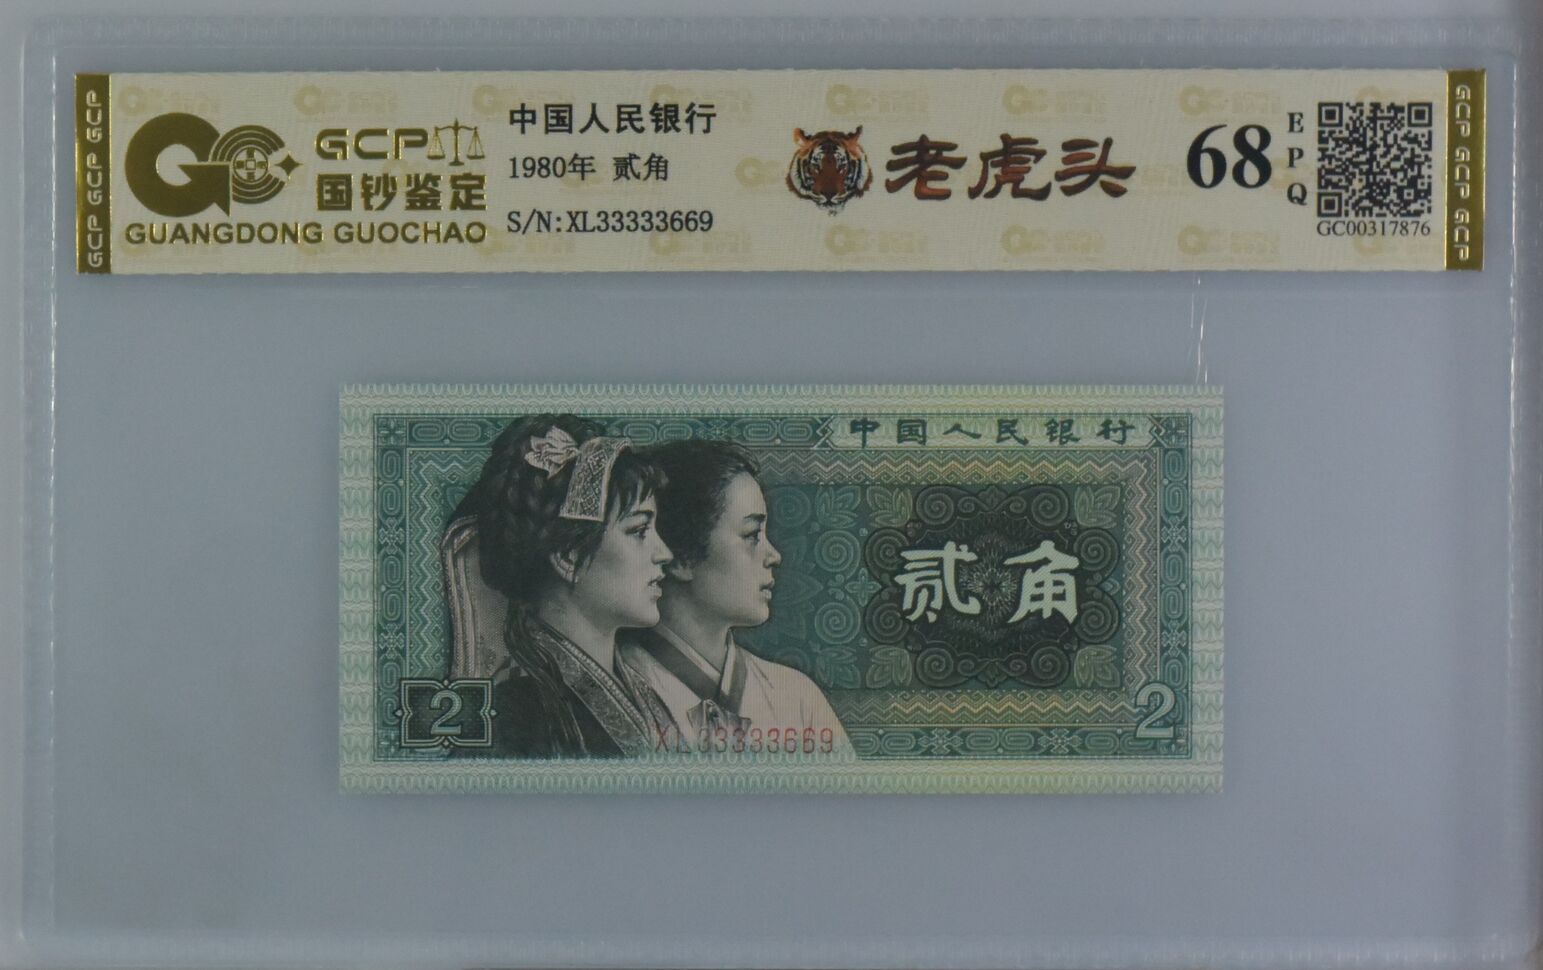 GCP GCP GCP
GCP
国钞鉴定
GUANGDONG GUOCHAO
中国人民银行
1980年 贰角
S/N:XL33333669
老虎头
68
EPQ
GC00317876
GCP GCP GCP
中国人民银行
贰角
2
2
XL33333669